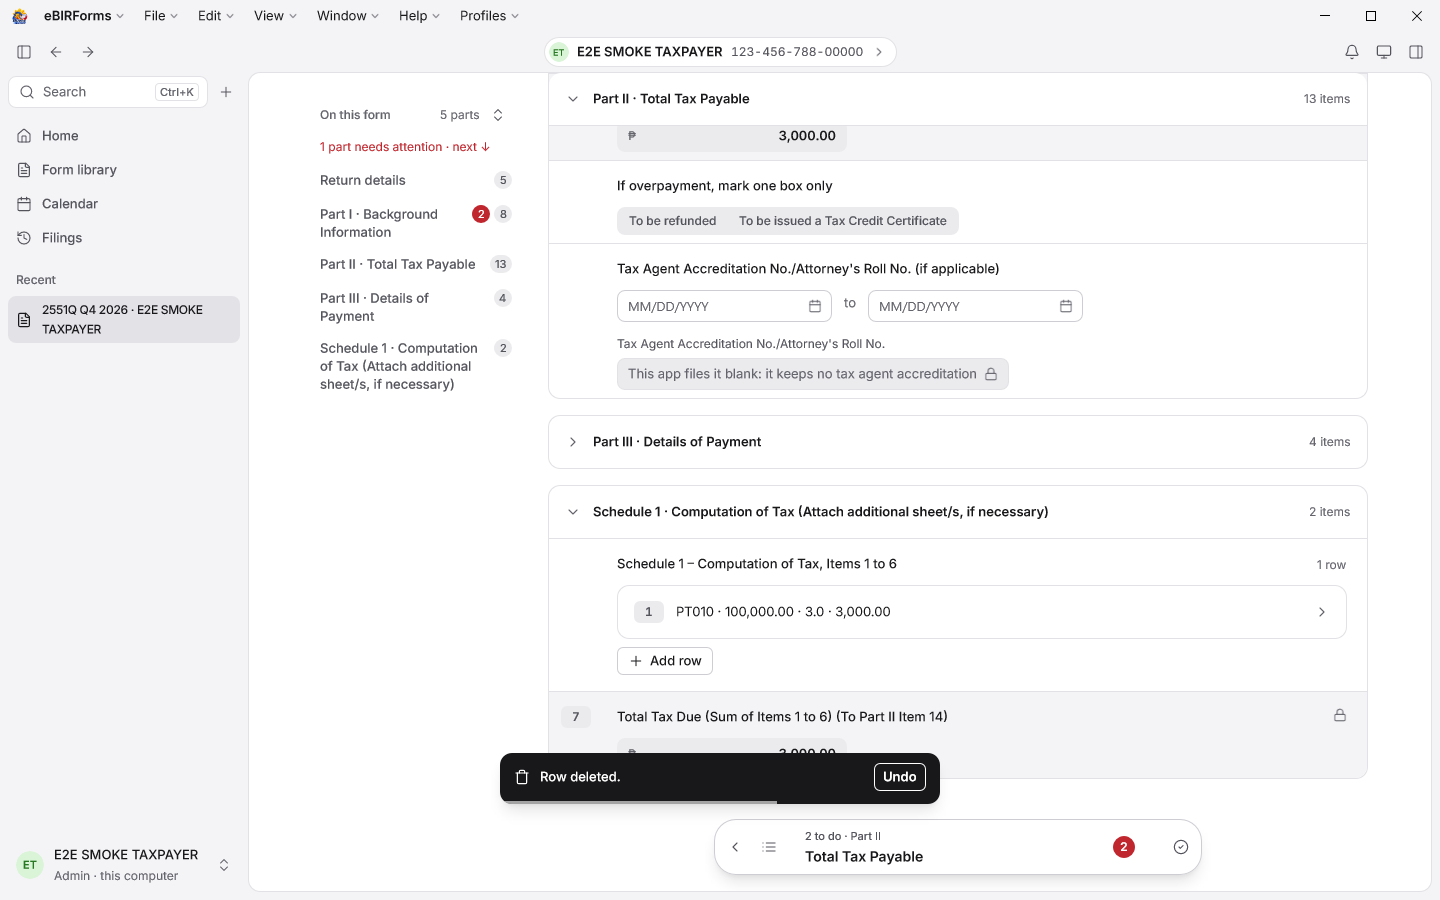 eBIRForms
File
Edit
View
Window
Help
Profiles
ET
E2E SMOKE TAXPAYER 123-456-788-00000
Search
Ctrl+K
Home
Form library
Calendar
Filings
Recent
2551Q Q4 2026 · E2E SMOKE
TAXPAYER
On this form
5 parts
1 part needs attention · next ↓
Return details
5
Part I · Background
Information
2
8
Part II · Total Tax Payable
13
Part III · Details of
Payment
4
Schedule 1 · Computation
of Tax (Attach additional
sheet/s, if necessary)
2
Part II · Total Tax Payable
13 items
₱ 3,000.00
If overpayment, mark one box only
To be refunded
To be issued a Tax Credit Certificate
Tax Agent Accreditation No./Attorney's Roll No. (if applicable)
MM/DD/YYYY
to
MM/DD/YYYY
Tax Agent Accreditation No./Attorney's Roll No.
This app files it blank: it keeps no tax agent accreditation
Part III · Details of Payment
4 items
Schedule 1 · Computation of Tax (Attach additional sheet/s, if necessary)
2 items
Schedule 1 – Computation of Tax, Items 1 to 6
1 row
1
PT010 · 100,000.00 · 3.0 · 3,000.00
Add row
7
Total Tax Due (Sum of Items 1 to 6) (To Part II Item 14)
₱ 3,000.00
Row deleted.
Undo
2 to do · Part II
Total Tax Payable
2
ET
E2E SMOKE TAXPAYER
Admin · this computer